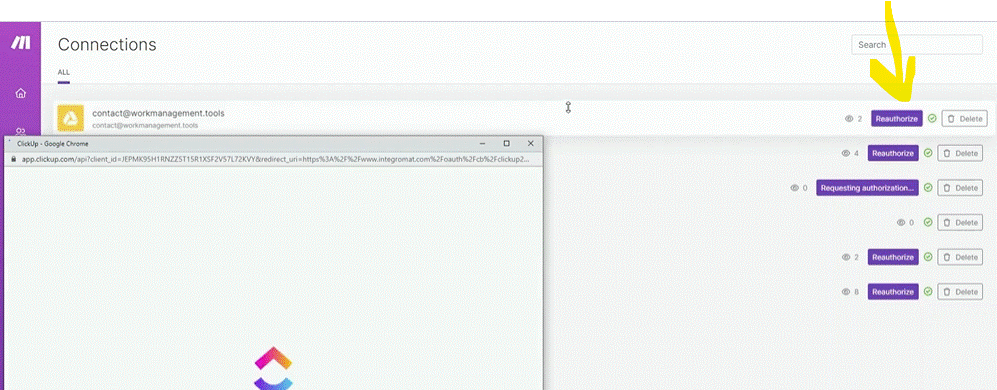 Connections
Search
ALL
contact@workmanagement.tools
contact@workmanagement.tools
2 Reauthorize Delete
ClickUp - Google Chrome
app.clickup.com/api?client_id=JEPMK95H1RNZZ5T15R1XSF2V57L72KVY&redirect_uri=https%3A%2F%2Fwww.integromat.com%2Foauth%2Fcb%2Fclickup2...
4 Reauthorize Delete
0 Requesting authorization... Delete
0 Delete
2 Reauthorize Delete
8 Reauthorize Delete